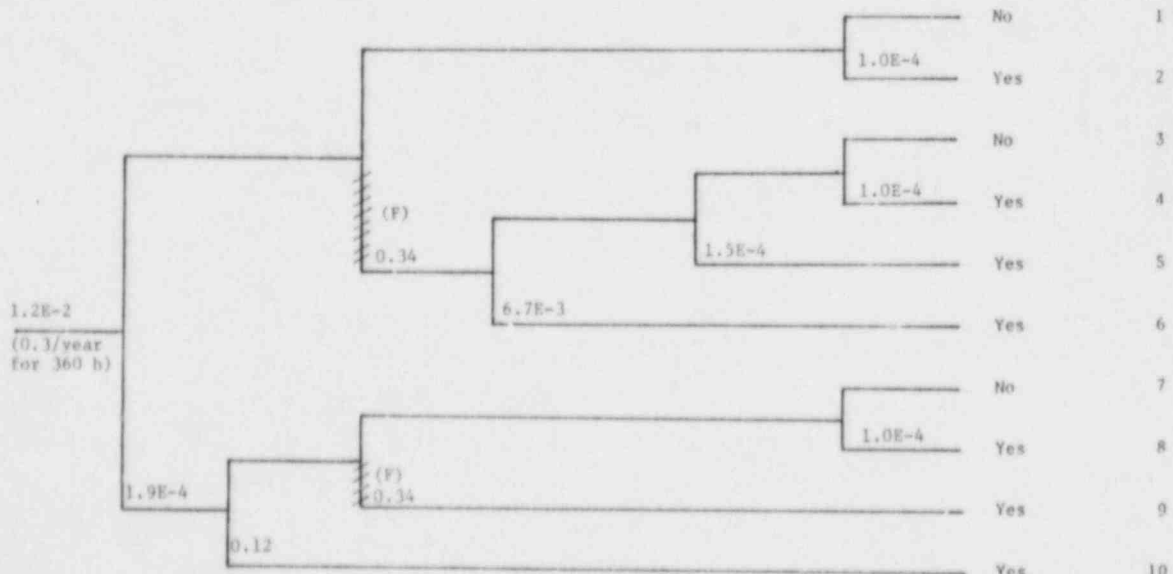 No 1
1.0E-4
Yes 2
No 3
1.0E-4
Yes 4
(F)
0.34
1.5E-4
Yes 5
1.2E-2
(0.3/year
for 360 h)
6.7E-3
Yes 6
No 7
1.0E-4
Yes 8
(F)
0.34
1.9E-4
Yes 9
0.12
Yes 10